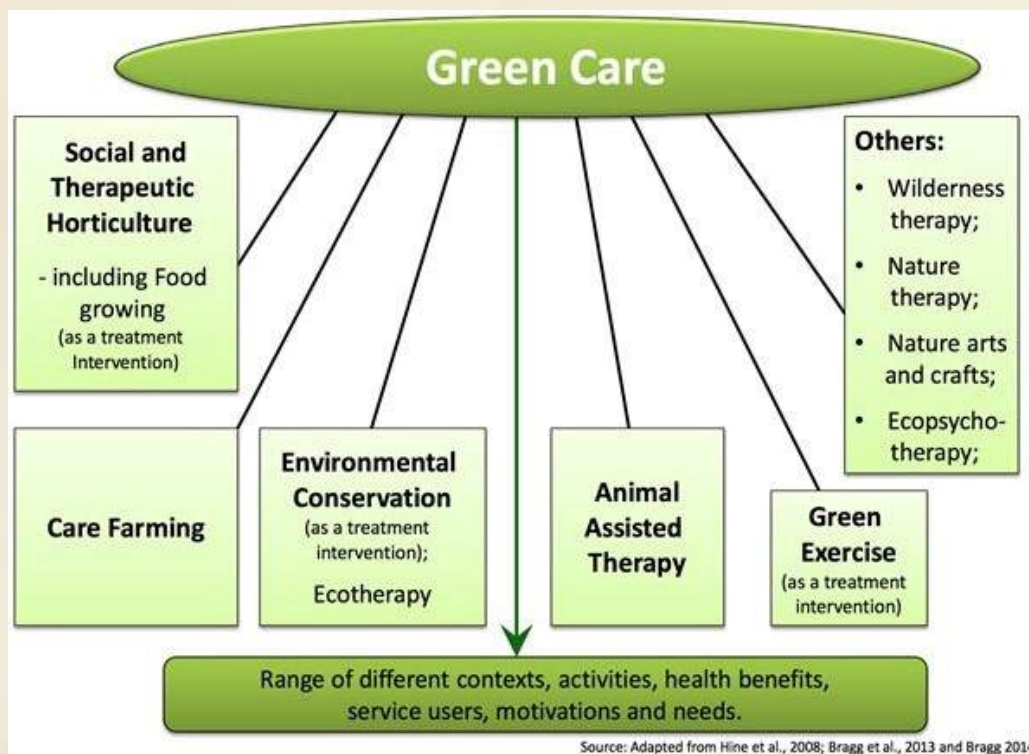 Green Care
Social and
Therapeutic
Horticulture
- including Food
growing
(as a treatment
Intervention)
Care Farming
Environmental
Conservation
(as a treatment
intervention);
Ecotherapy
Animal
Assisted
Therapy
Green
Exercise
(as a treatment
intervention)
Others:
• Wilderness
therapy;
• Nature
therapy;
• Nature arts
and crafts;
• Ecopsycho-
therapy;
Range of different contexts, activities, health benefits,
service users, motivations and needs.
Source: Adapted from Hine et al., 2008; Bragg et al., 2013 and Bragg